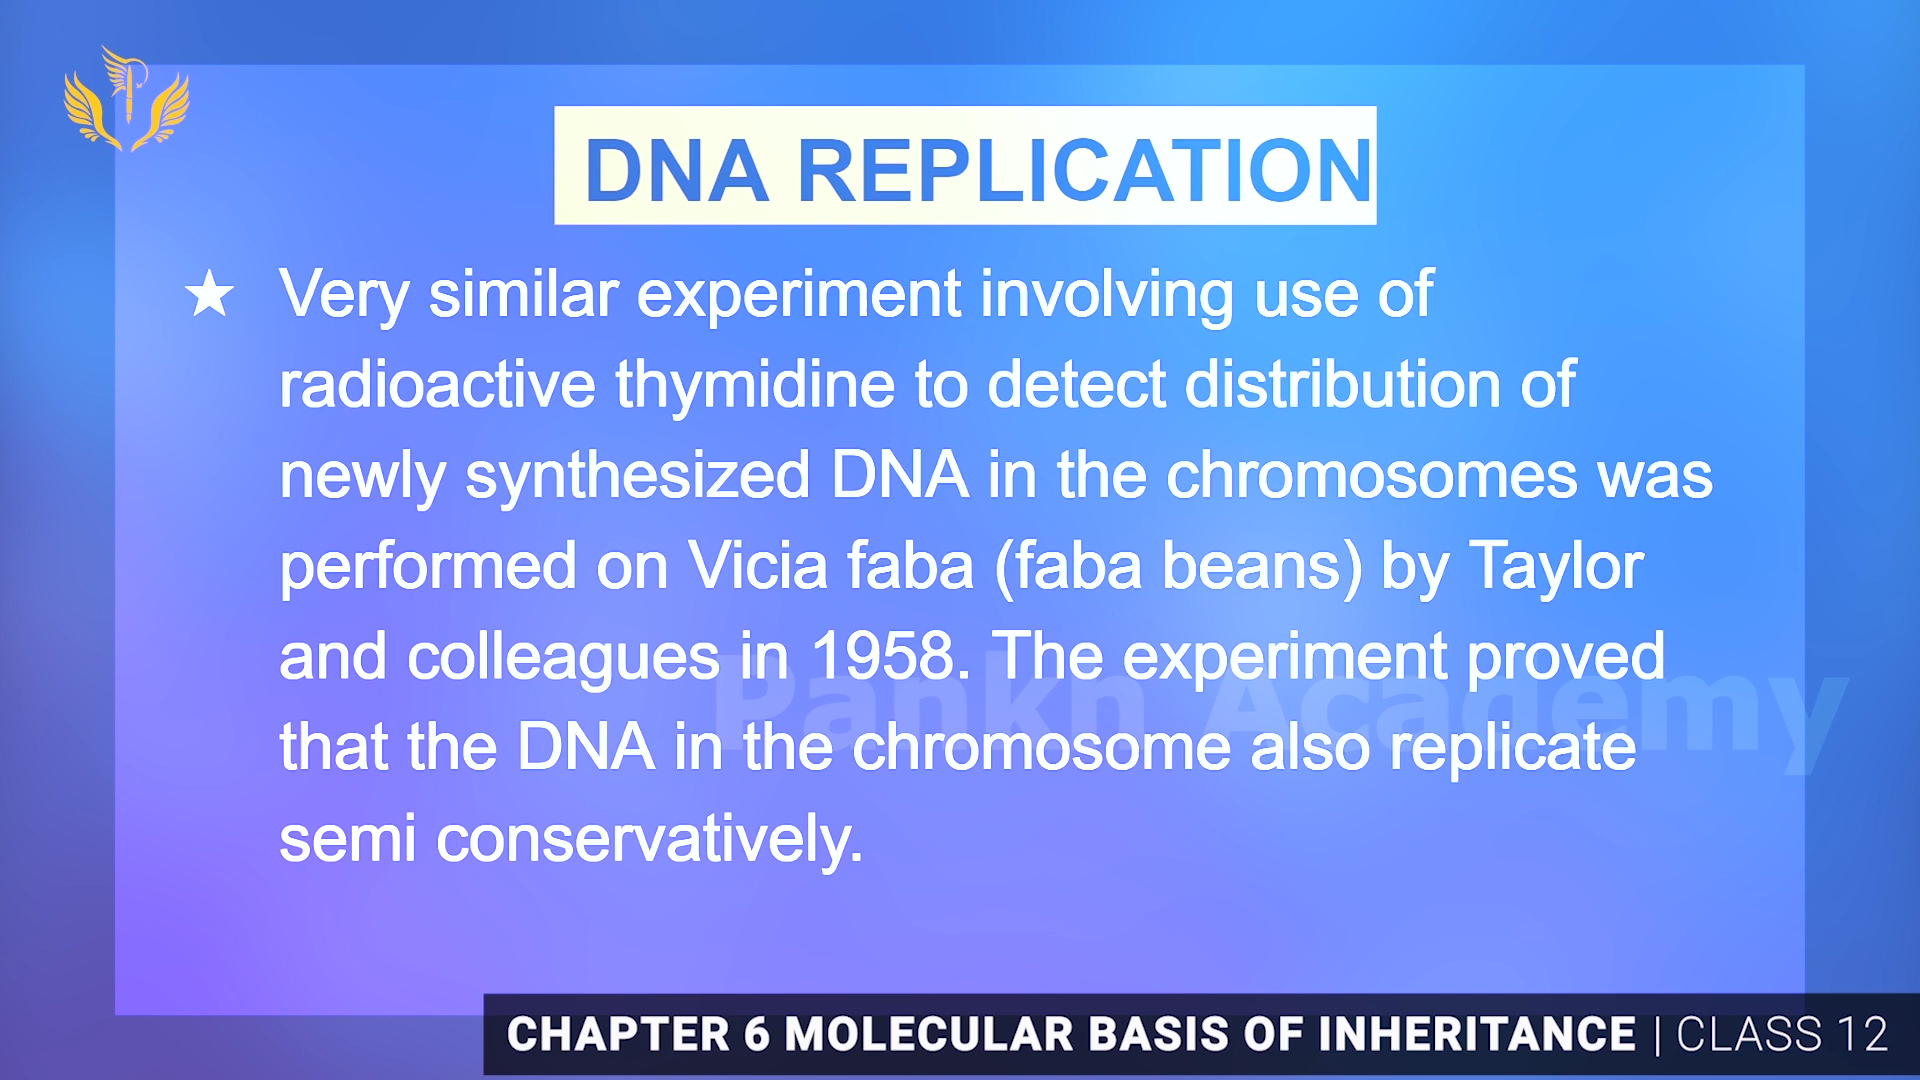 DNA REPLICATION
★ Very similar experiment involving use of
radioactive thymidine to detect distribution of
newly synthesized DNA in the chromosomes was
performed on Vicia faba (faba beans) by Taylor
and colleagues in 1958. The experiment proved
that the DNA in the chromosome also replicate
semi conservatively.
Pankh Academy
CHAPTER 6 MOLECULAR BASIS OF INHERITANCE | CLASS 12